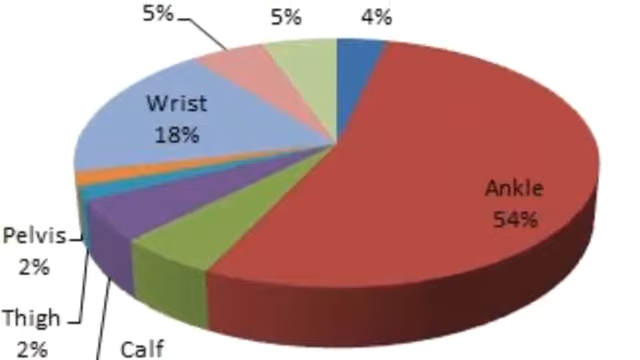 5%
5%
4%
Wrist
18%
Ankle
54%
Pelvis
2%
Thigh
2%
Calf